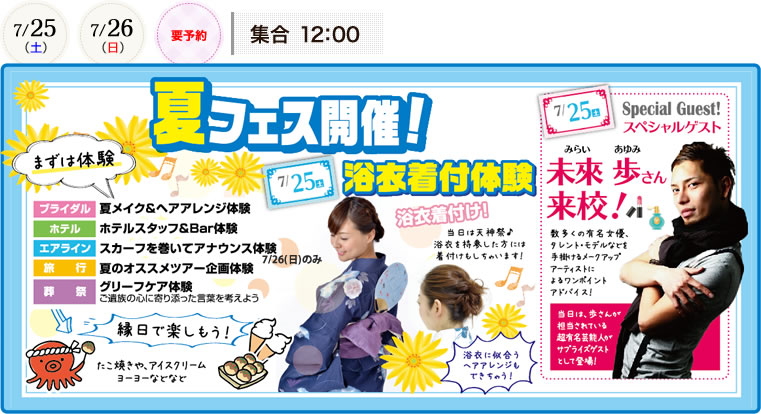 7/25
（土）
7/26
（日）
要予約
集合 12:00
夏フェス開催！
まずは体験
7/25 土
浴衣着付体験
ブライダル 夏メイク&ヘアアレンジ体験
ホテル ホテルスタッフ&Bar体験
エアライン スカーフを巻いてアナウンス体験
7/26(日)のみ
旅行 夏のオススメツアー企画体験
葬祭 グリーフケア体験
ご遺族の心に寄り添った言葉を考えよう
縁日で楽しもう！
たこ焼きや、アイスクリーム
ヨーヨーなどなど
浴衣着付け！
当日は天神祭♪
浴衣を持参した方には
着付けもしちゃいます！
浴衣に似合う
ヘアアレンジも
できちゃう！
7/25 土
Special Guest!
スペシャルゲスト
みらい あゆみ
未來 歩さん
来校！
数多くの有名女優、
タレント・モデルなどを
手掛けるメークアップ
アーティストに
よるワンポイント
アドバイス！
当日は、歩さんが
担当されている
超有名芸能人が
サプライズゲスト
として登場！